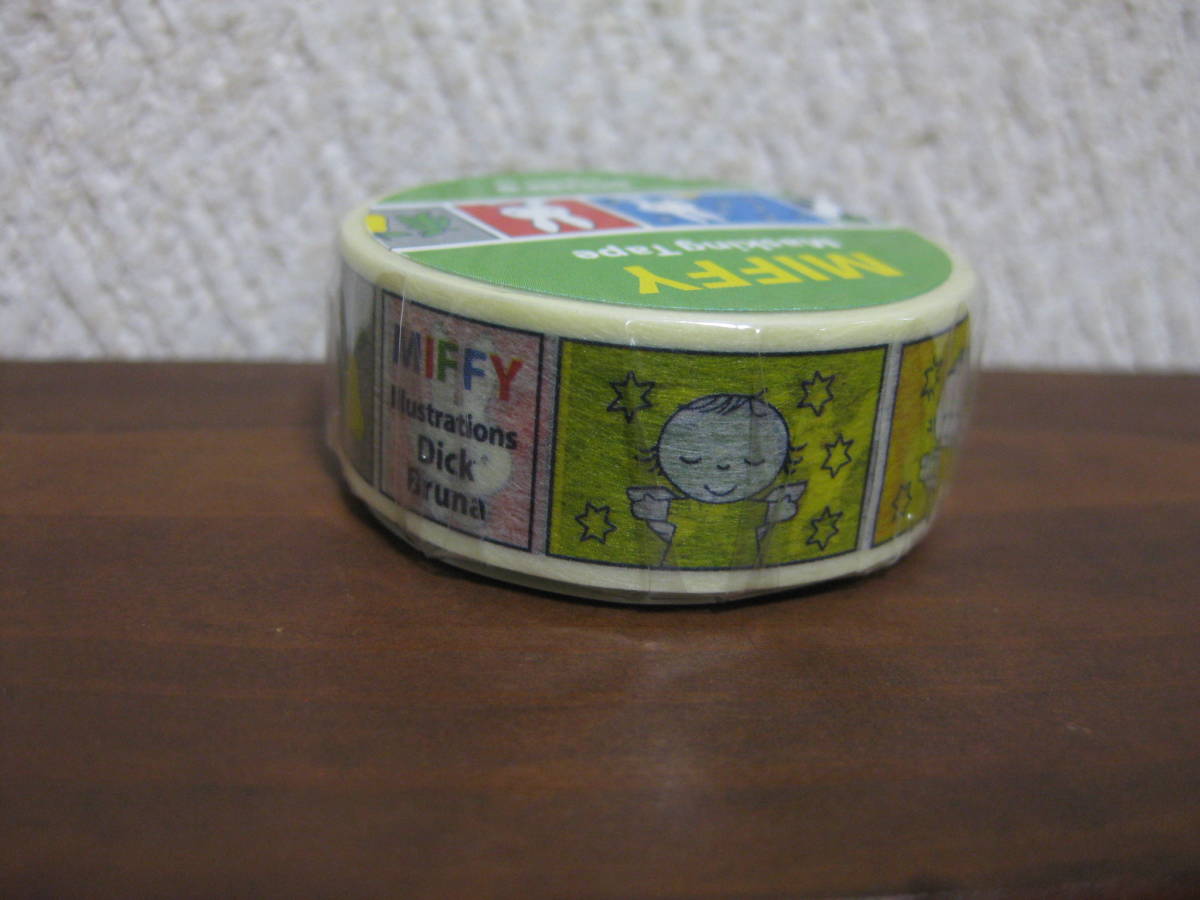 MIFFY
Masking Tape
MIFFY
Illustrations
Dick
Bruna